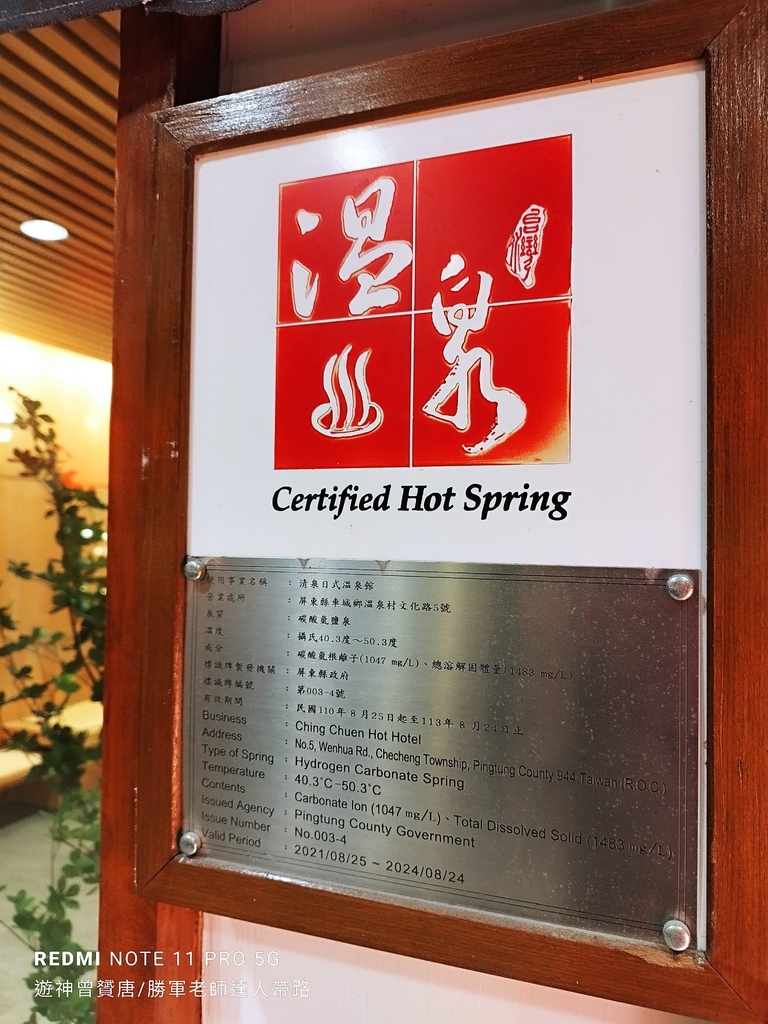 溫泉
台灣
Certified Hot Spring
使用事業名稱 : 清泉日式溫泉館
營業處所 : 屏東縣車城鄉溫泉村文化路5號
泉質 : 碳酸氫鹽泉
溫度 : 攝氏40.3度~50.3度
成分 : 碳酸氫根離子(1047 mg/L)、總溶解固體量(1483 mg/L)
標識牌製發機關 : 屏東縣政府
標識牌編號 : 第003-4號
有效期間 : 民國110年 8 月25日起至113年 8 月24日止
Business : Ching Chuen Hot Hotel
Address : No.5, Wenhua Rd., Checheng Township, Pingtung County 944,Taiwan (R.O.C.)
Type of Spring : Hydrogen Carbonate Spring
Temperature : 40.3℃~50.3℃
Contents : Carbonate Ion (1047 mg/L)、Total Dissolved Solid (1483 mg/L)
Issued Agency : Pingtung County Government
Issue Number : No.003-4
Valid Period : 2021/08/25 ~ 2024/08/24
REDMI NOTE 11 PRO 5G
遊神曾贇唐/勝軍老師達人帶路